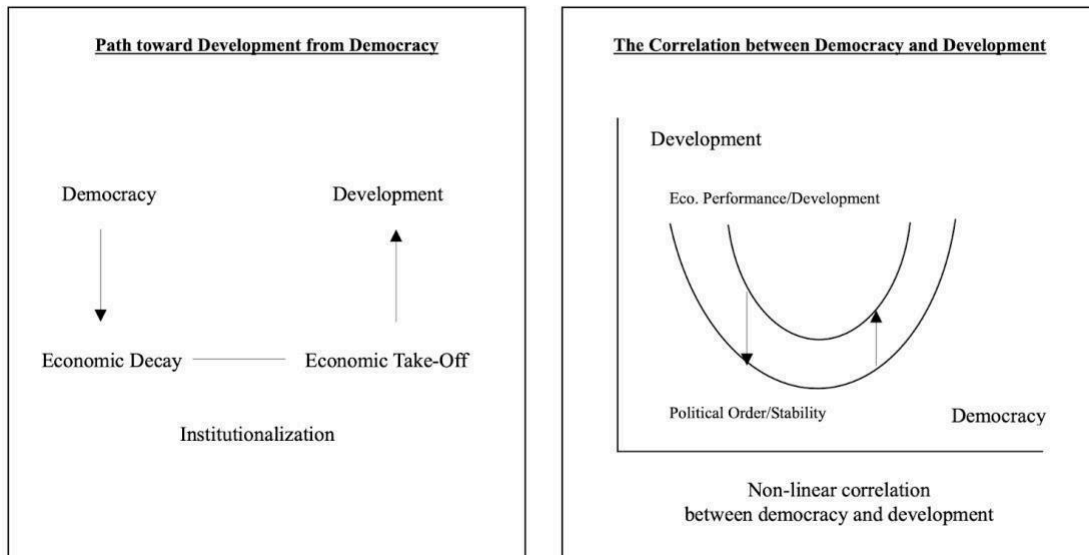 Path toward Development from Democracy
Democracy
Development
Economic Decay
Economic Take-Off
Institutionalization
The Correlation between Democracy and Development
Development
Eco. Performance/Development
Political Order/Stability
Democracy
Non-linear correlation
between democracy and development